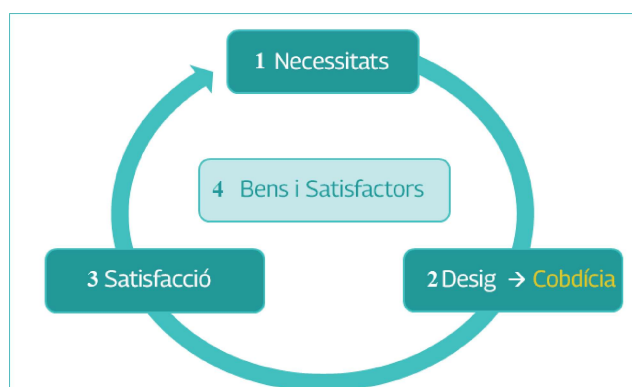 1 Necessitats
4 Bens i Satisfactors
3 Satisfacció
2 Desig → Cobdícia